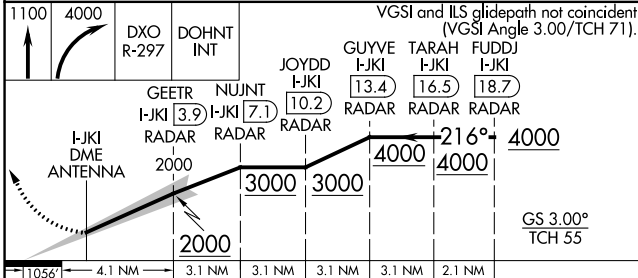 1100
4000
DXO
R-297
DOHNT
INT
VGSI and ILS glidepath not coincident
(VGSI Angle 3.00/TCH 71).
GUYVE
I-JKI
13.4
RADAR
TARAH
I-JKI
16.5
RADAR
FUDDJ
I-JKI
18.7
RADAR
JOYDD
I-JKI
10.2
RADAR
NUJNT
I-JKI 7.1
RADAR
GEETR
I-JKI 3.9
RADAR
I-JKI
DME
ANTENNA
2000
216°
4000
4000
4000
3000
3000
2000
GS 3.00°
TCH 55
1056'
4.1 NM
3.1 NM
3.1 NM
3.1 NM
3.1 NM
2.1 NM